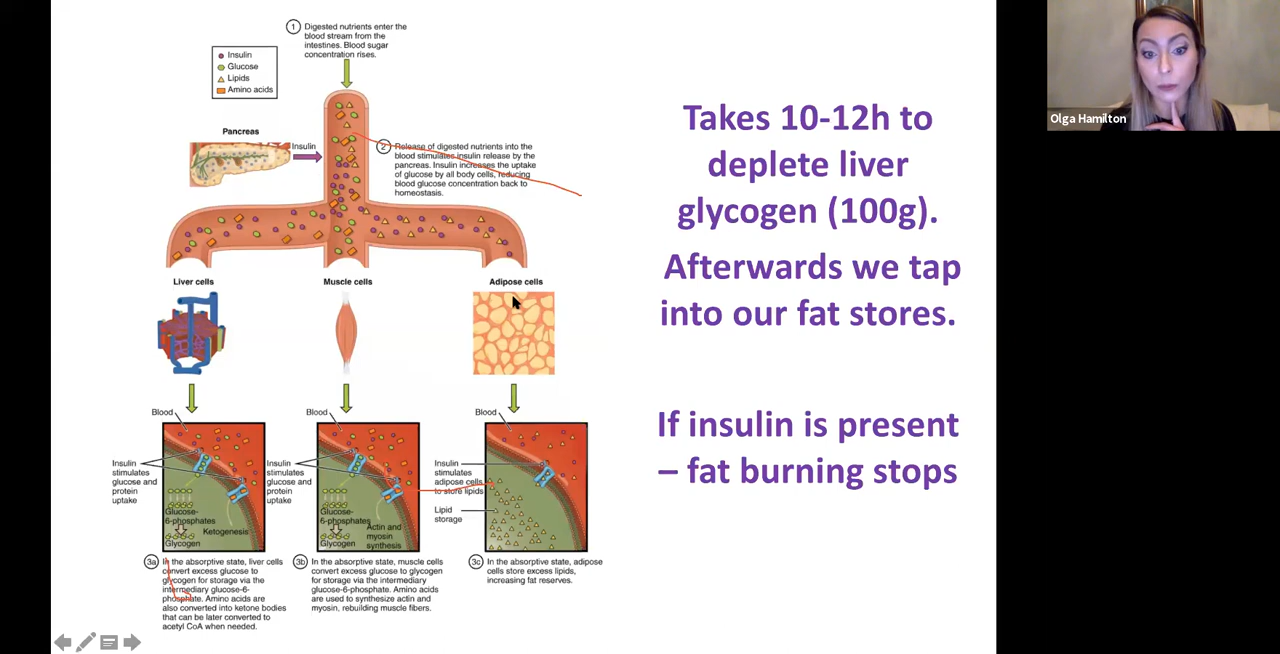 1 Digested nutrients enter the
blood stream from the
intestines. Blood sugar
concentration rises.
Insulin
Glucose
Lipids
Amino acids
Pancreas
Insulin
2 Release of digested nutrients into the
blood stimulates insulin release by the
pancreas. Insulin increases the uptake
of glucose by all body cells, reducing
blood glucose concentration back to
homeostasis.
Liver cells
Muscle cells
Adipose cells
Blood
Insulin
stimulates
glucose and
protein
uptake
Glucose-
6-phosphates
Ketogenesis
Glycogen
Blood
Insulin
stimulates
glucose and
protein
uptake
Glucose-
6-phosphates
Actin and
myosin
synthesis
Glycogen
Blood
Insulin
stimulates
adipose cells
to store lipids
Lipid
storage
3a In the absorptive state, liver cells
convert excess glucose to
glycogen for storage via the
intermediary glucose-6-
phosphate. Amino acids are
also converted into ketone bodies
that can be later converted to
acetyl CoA when needed.
3b In the absorptive state, muscle cells
convert excess glucose to glycogen
for storage via the intermediary
glucose-6-phosphate. Amino acids
are used to synthesize actin and
myosin, rebuilding muscle fibers.
3c In the absorptive state, adipose
cells store excess lipids,
increasing fat reserves.
Takes 10-12h to
deplete liver
glycogen (100g).
Afterwards we tap
into our fat stores.
If insulin is present
– fat burning stops
Olga Hamilton